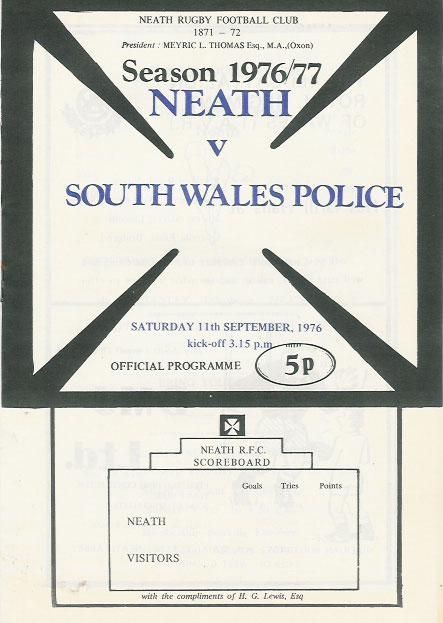 NEATH RUGBY FOOTBALL CLUB
1871 – 72
President : MEYRIC L. THOMAS Esq., M.A.,(Oxon)
Season 1976/77
NEATH
v
SOUTH WALES POLICE
SATURDAY 11th SEPTEMBER, 1976
kick-off 3.15 p.m.
OFFICIAL PROGRAMME
5p
NEATH R.F.C.
SCOREBOARD
Goals Tries Points
NEATH
VISITORS
with the compliments of H. G. Lewis, Esq